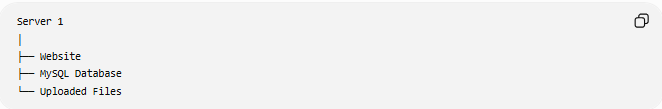 Server 1
│
├── Website
├── MySQL Database
└── Uploaded Files